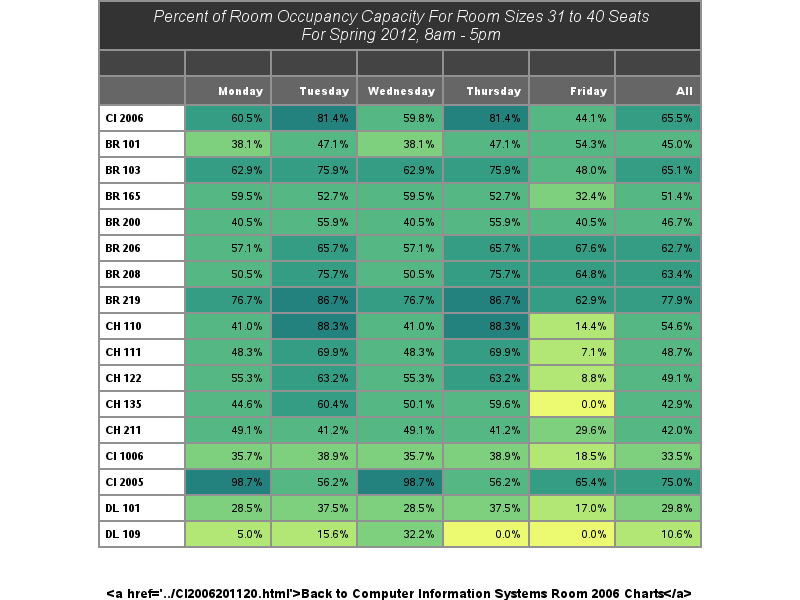 Percent of Room Occupancy Capacity For Room Sizes 31 to 40 Seats
For Spring 2012, 8am - 5pm
Monday Tuesday Wednesday Thursday Friday All
CI 2006 60.5% 81.4% 59.8% 81.4% 44.1% 65.5%
BR 101 38.1% 47.1% 38.1% 47.1% 54.3% 45.0%
BR 103 62.9% 75.9% 62.9% 75.9% 48.0% 65.1%
BR 165 59.5% 52.7% 59.5% 52.7% 32.4% 51.4%
BR 200 40.5% 55.9% 40.5% 55.9% 40.5% 46.7%
BR 206 57.1% 65.7% 57.1% 65.7% 67.6% 62.7%
BR 208 50.5% 75.7% 50.5% 75.7% 64.8% 63.4%
BR 219 76.7% 86.7% 76.7% 86.7% 62.9% 77.9%
CH 110 41.0% 88.3% 41.0% 88.3% 14.4% 54.6%
CH 111 48.3% 69.9% 48.3% 69.9% 7.1% 48.7%
CH 122 55.3% 63.2% 55.3% 63.2% 8.8% 49.1%
CH 135 44.6% 60.4% 50.1% 59.6% 0.0% 42.9%
CH 211 49.1% 41.2% 49.1% 41.2% 29.6% 42.0%
CI 1006 35.7% 38.9% 35.7% 38.9% 18.5% 33.5%
CI 2005 98.7% 56.2% 98.7% 56.2% 65.4% 75.0%
DL 101 28.5% 37.5% 28.5% 37.5% 17.0% 29.8%
DL 109 5.0% 15.6% 32.2% 0.0% 0.0% 10.6%
<a href='../CI2006201120.html'>Back to Computer Information Systems Room 2006 Charts</a>